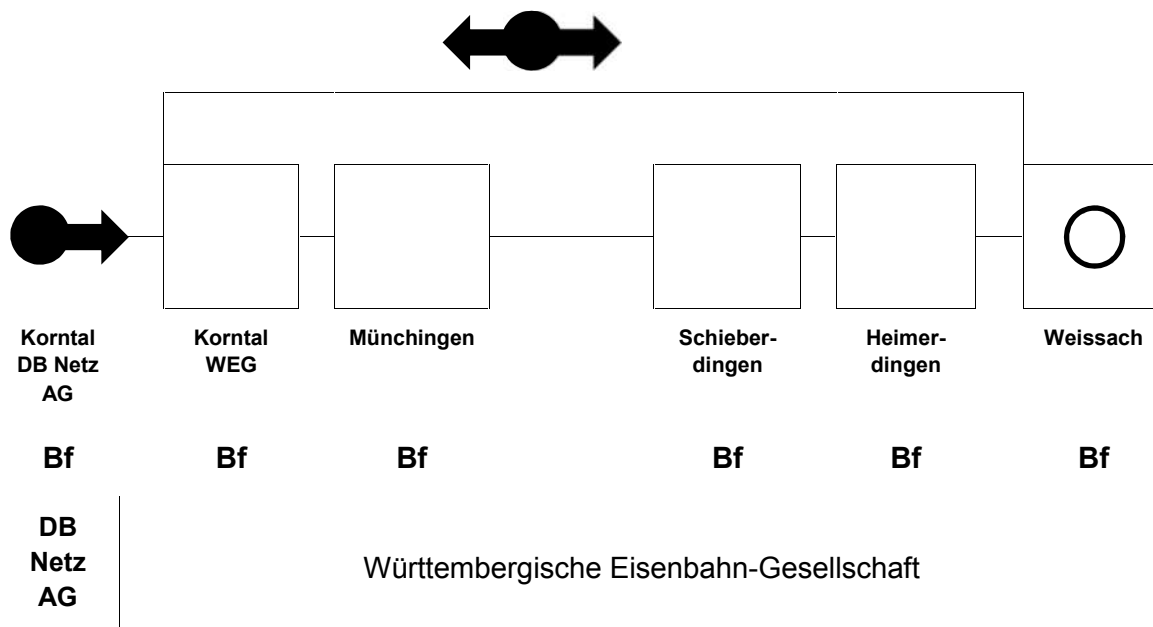 Korntal
DB Netz
AG
Korntal
WEG
Münchingen
Schieber-
dingen
Heimer-
dingen
Weissach
Bf
Bf
Bf
Bf
Bf
Bf
DB
Netz
AG
Württembergische Eisenbahn-Gesellschaft